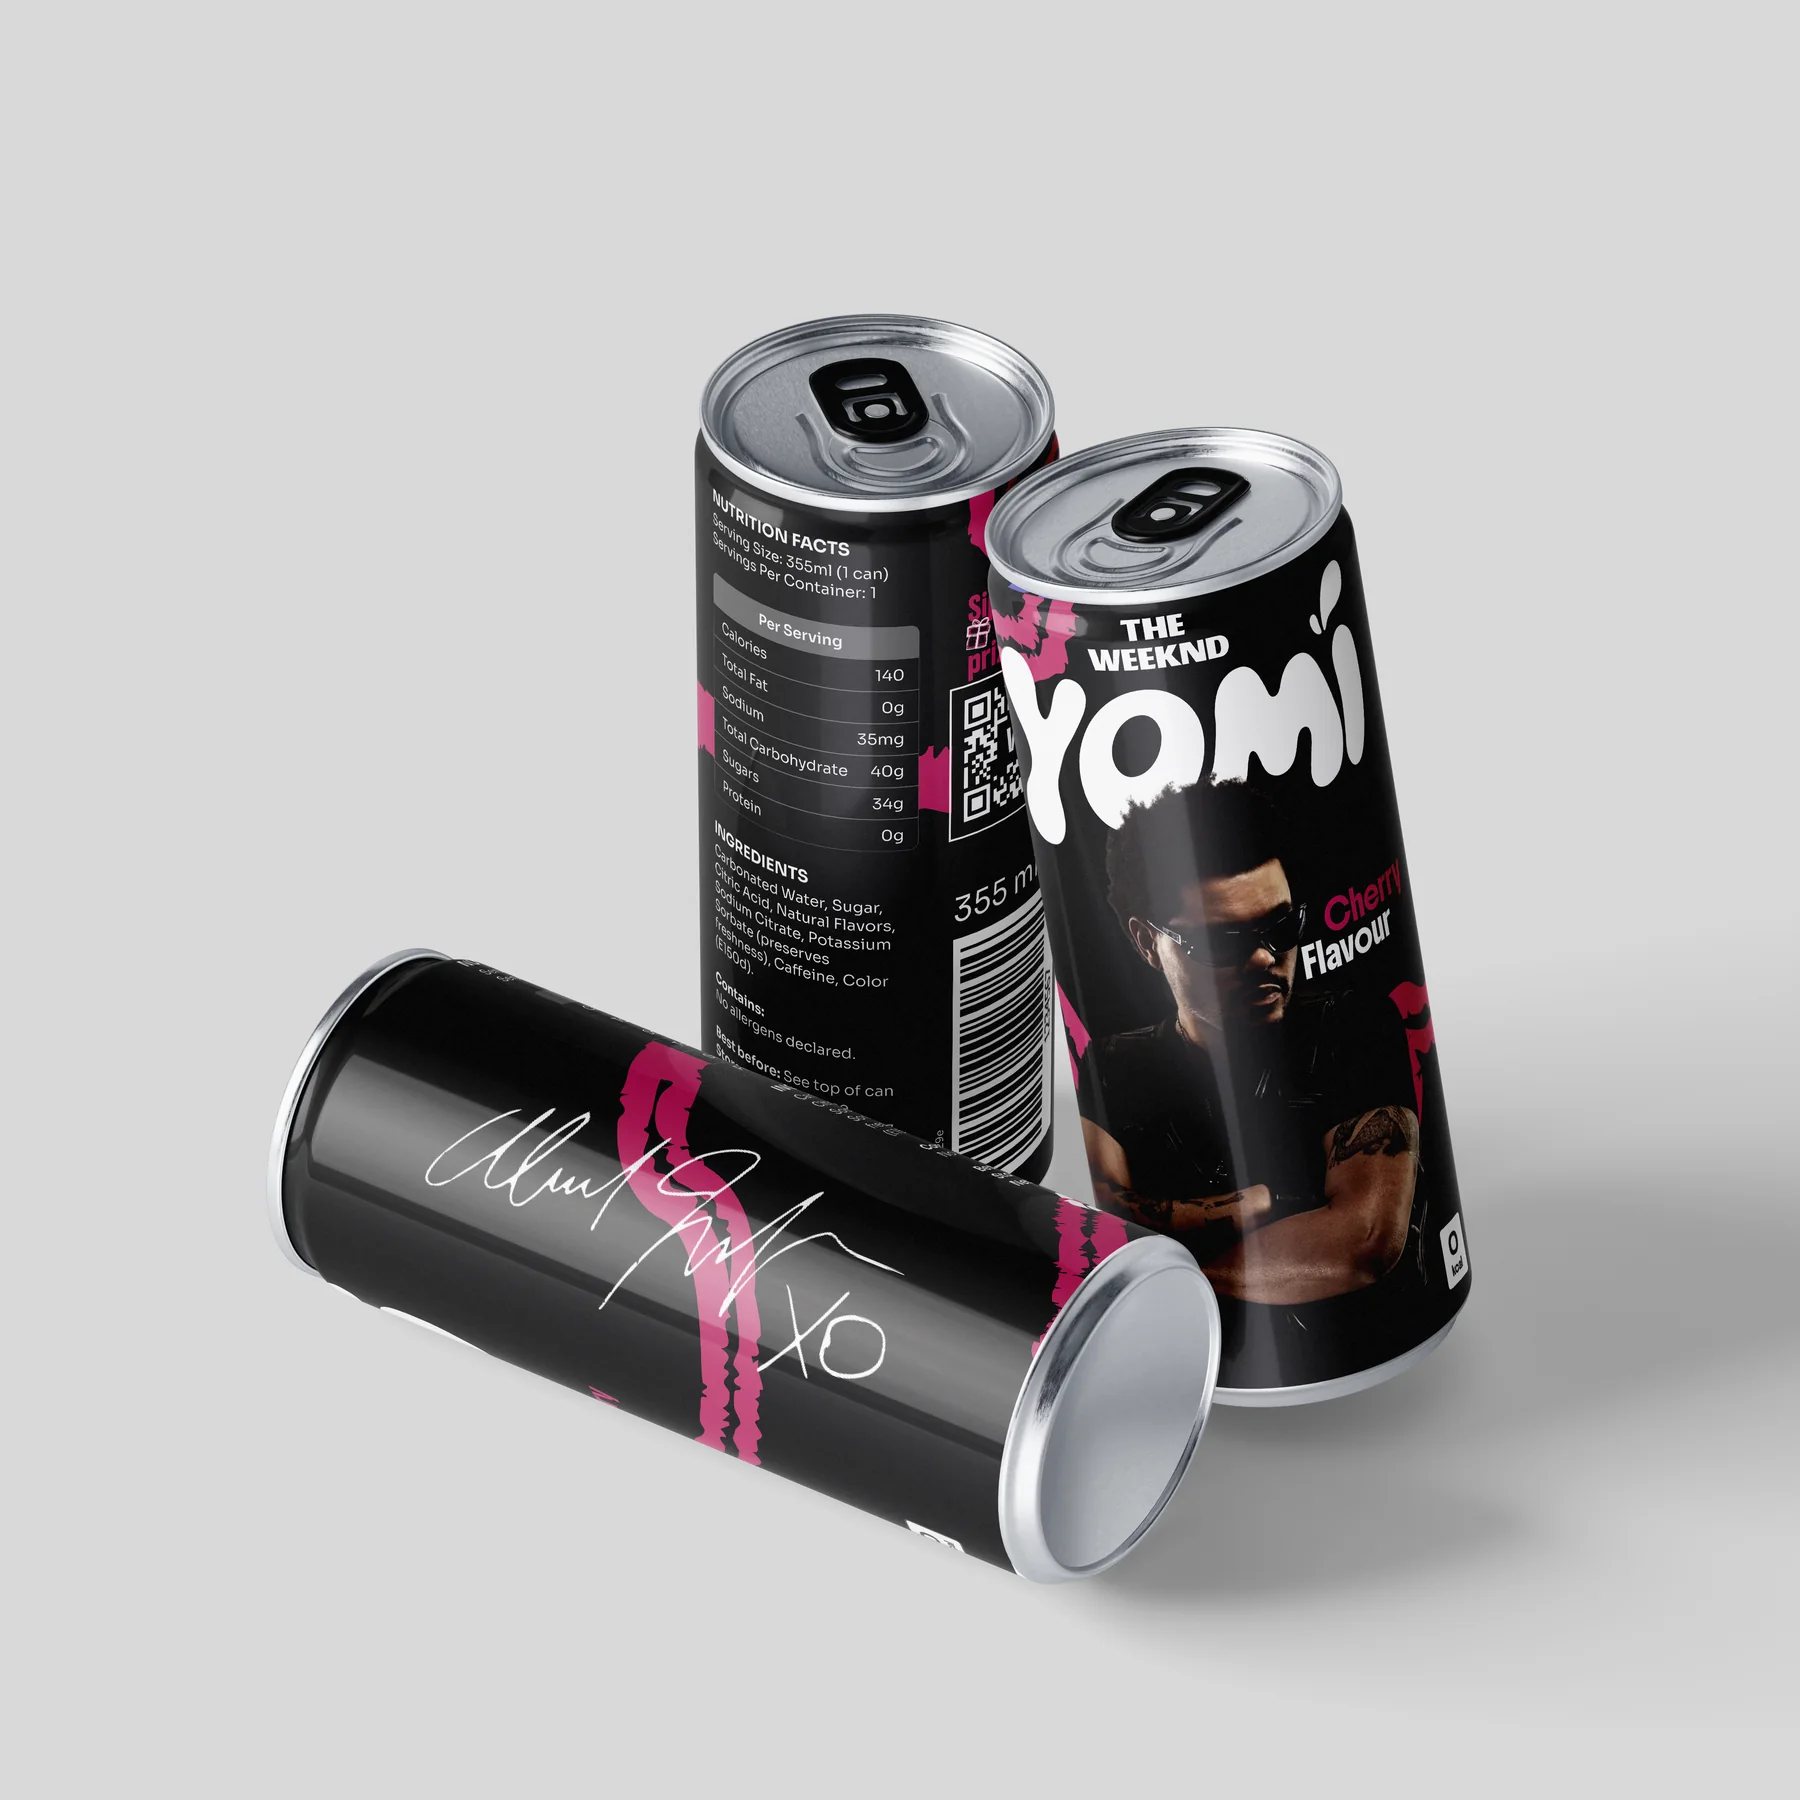 NUTRITION FACTS
Serving Size: 355ml (1 can)
Servings Per Container: 1
Per Serving
Calories 140
Total Fat 0g
Sodium 35mg
Total Carbohydrate 40g
Sugars 34g
Protein 0g
INGREDIENTS
Carbonated Water, Sugar,
Citric Acid, Natural Flavors,
Sodium Citrate, Potassium
Sorbate (preserves
freshness), Caffeine, Color
(E150d).
Contains:
No allergens declared.
Best before: See top of can
355 ml
THE
WEEKND
YOMi
Cherry
Flavour
0
kcal
XO